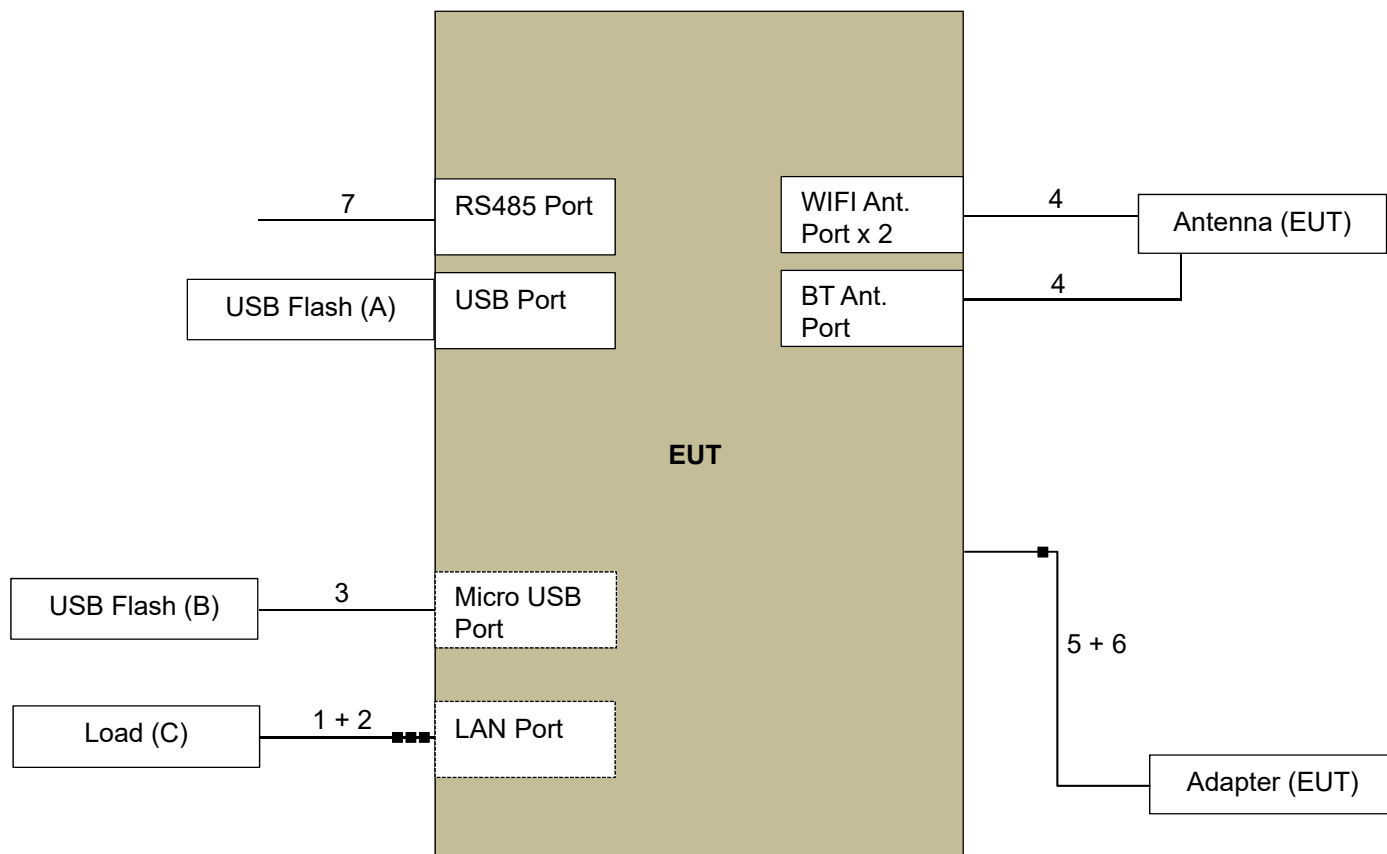 7
RS485 Port
WIFI Ant.
Port x 2
4
Antenna (EUT)
USB Flash (A)
USB Port
BT Ant.
Port
4
EUT
USB Flash (B)
3
Micro USB
Port
5 + 6
Load (C)
1 + 2
LAN Port
Adapter (EUT)